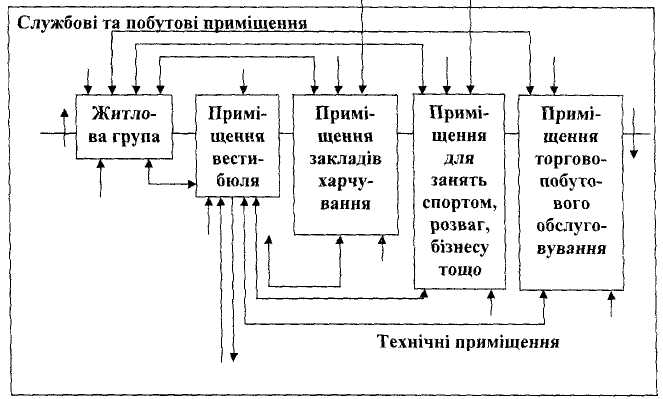 Службові та побутові приміщення
Житло-
ва група
Примі-
щення
вести-
бюля
Примі-
щення
закладів
харчу-
вання
Примі-
щення
для
занять
спортом,
розваг,
бізнесу
тощо
Примі-
щення
торгово-
побуто-
вого
обслуго-
вування
Технічні приміщення